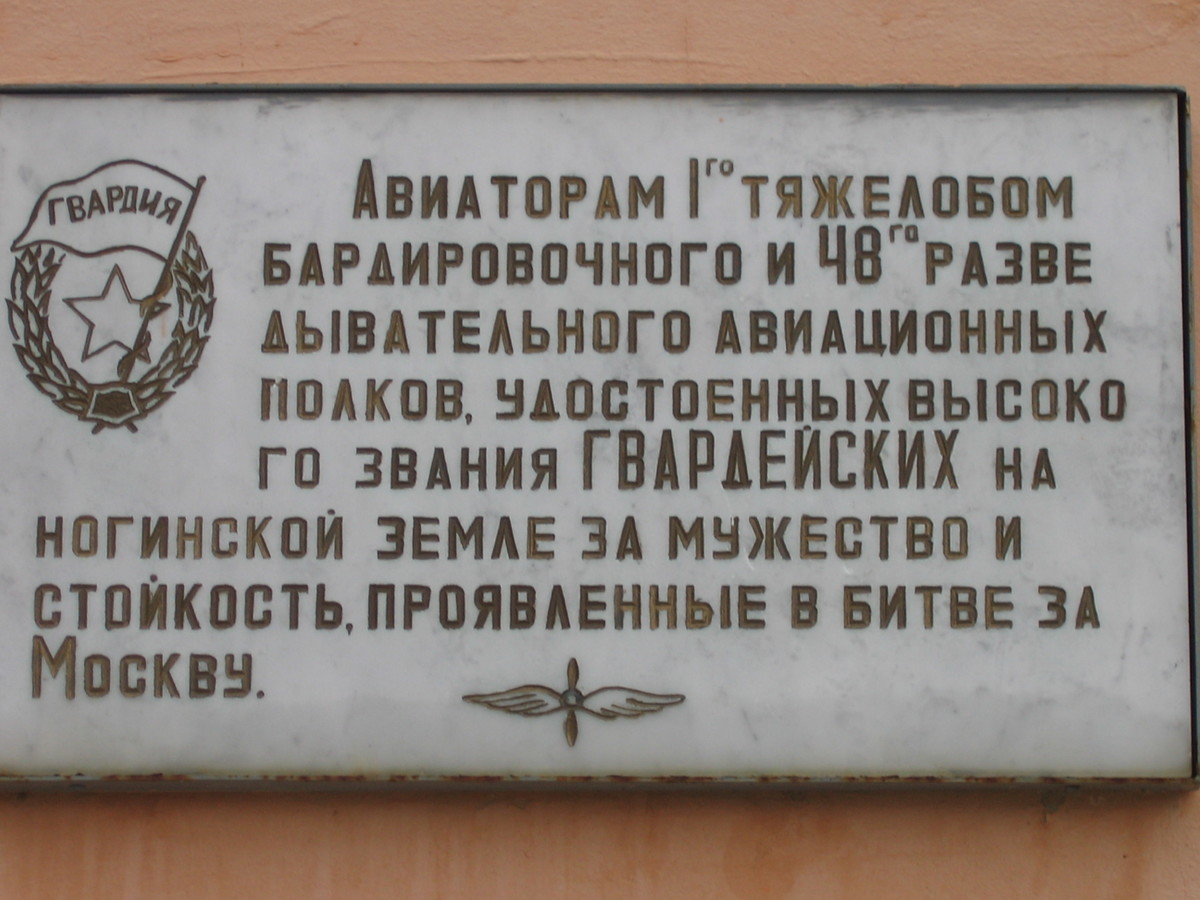 ГВАРДИЯ
Авиаторам 1го тяжелобом
бардировочного и 48го разве
дывательного авиационных
полков, удостоенных высоко
го звания ГВАРДЕЙСКИХ на
ногинской земле за мужество и
стойкость, проявленные в битве за
Москву.